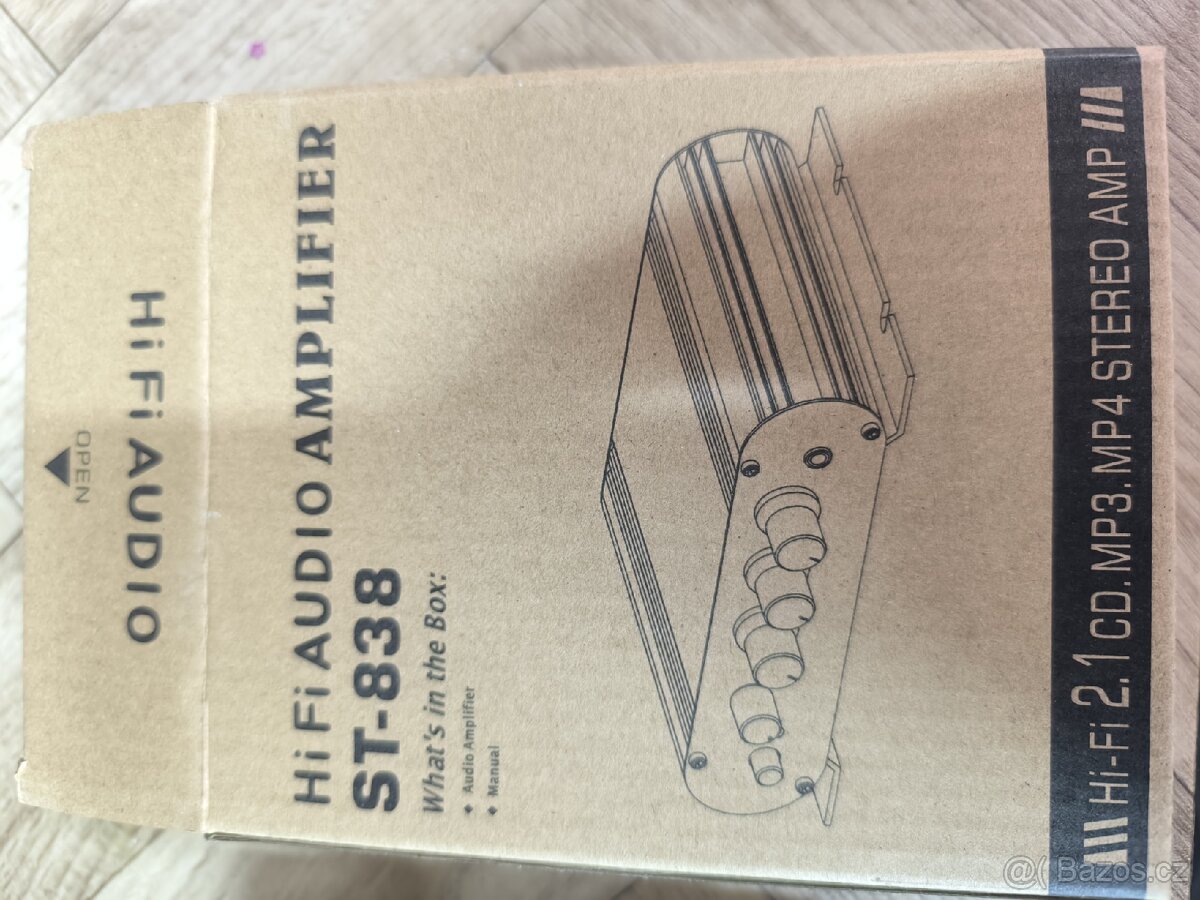 OPEN
Hi Fi AUDIO
Hi Fi AUDIO AMPLIFIER
ST-838
What's in the Box:
◆ Audio Amplifier
◆ Manual
Hi-Fi 2.1 CD. MP3. MP4 STEREO AMP
@( Bazos.cz